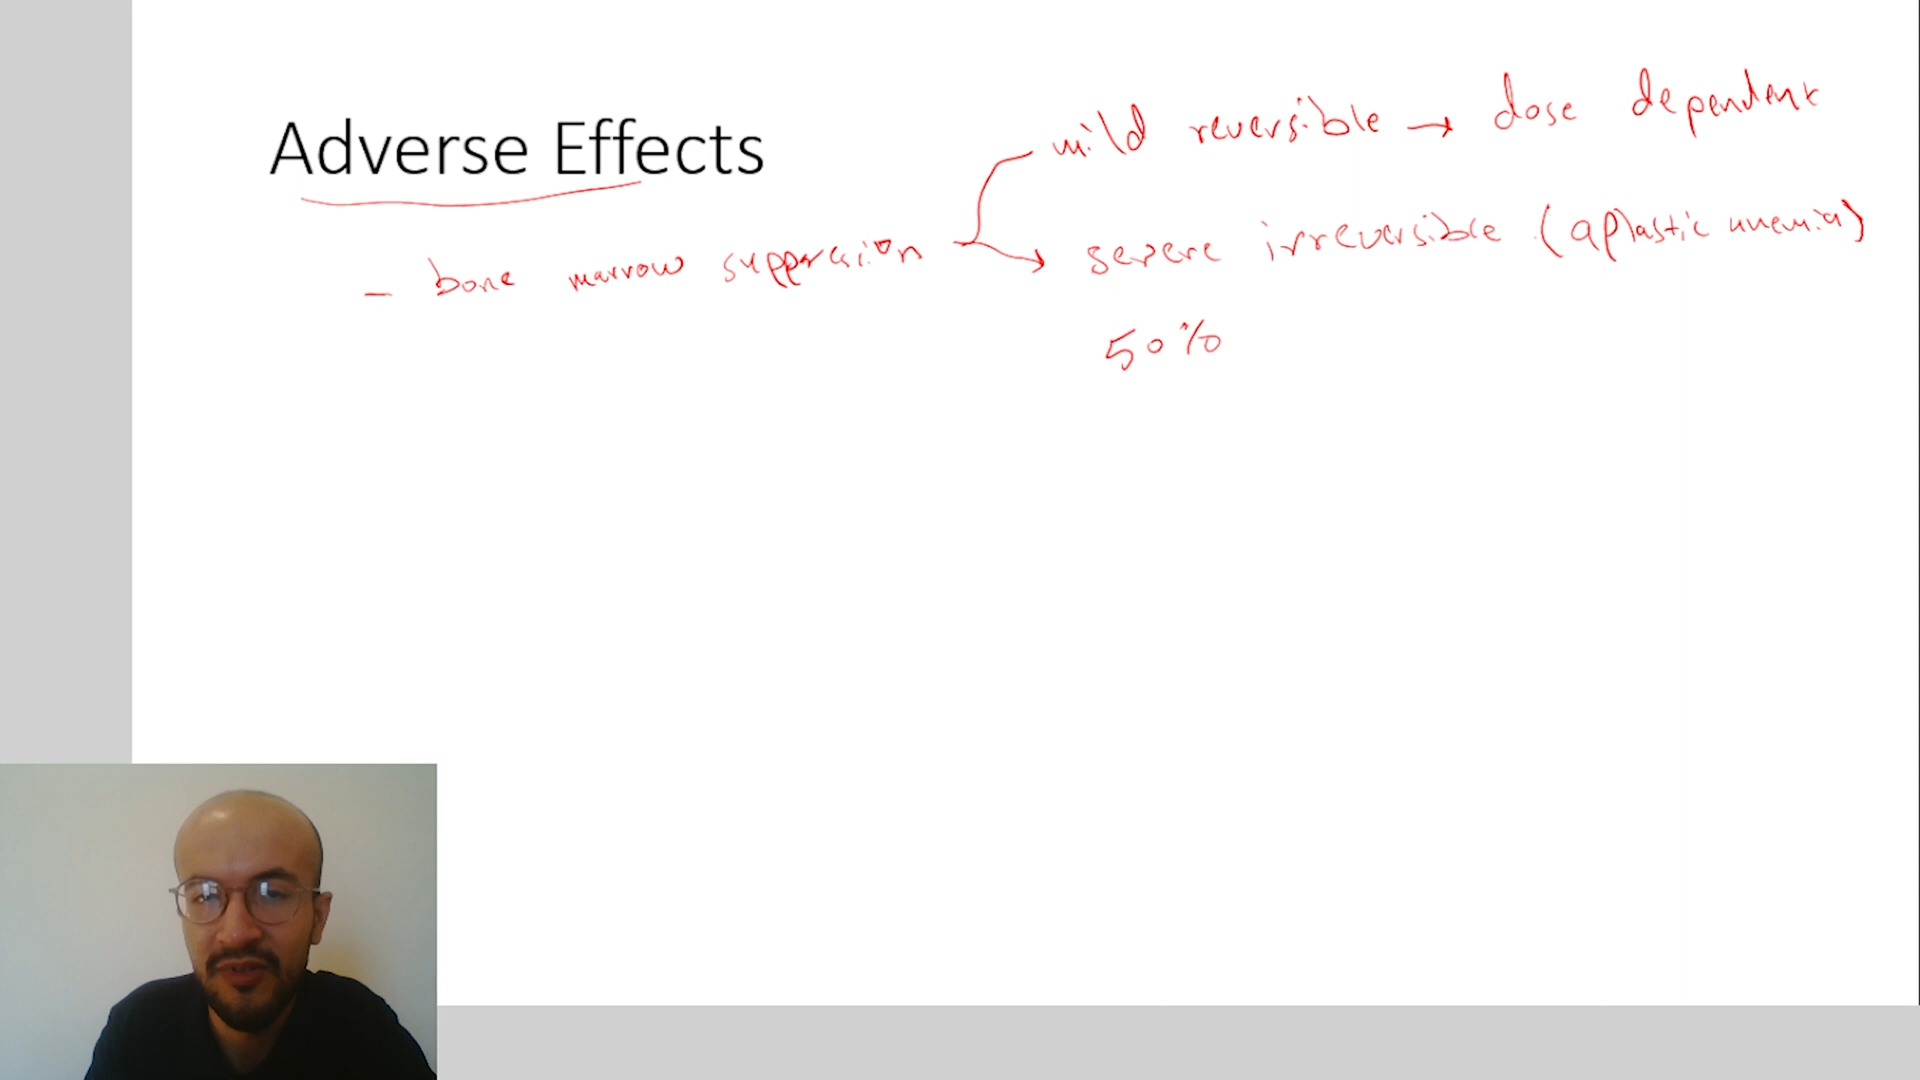 Adverse Effects
mild reversible → dose dependent
- bone marrow suppression
severe irreversible (aplastic anemia)
50%